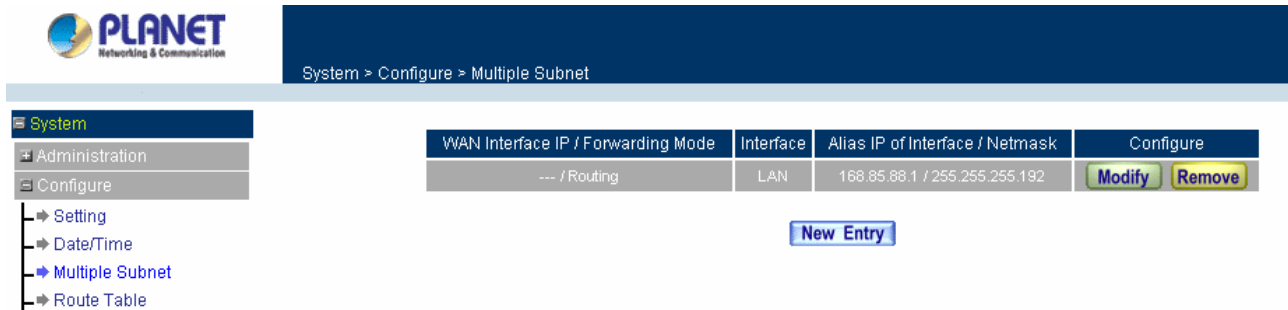 PLANET
Networking & Communication
System > Configure > Multiple Subnet
System
Administration
Configure
Setting
Date/Time
Multiple Subnet
Route Table
WAN Interface IP / Forwarding Mode Interface Alias IP of Interface / Netmask Configure
--- / Routing LAN 168.85.88.1 / 255.255.255.192 Modify Remove
New Entry